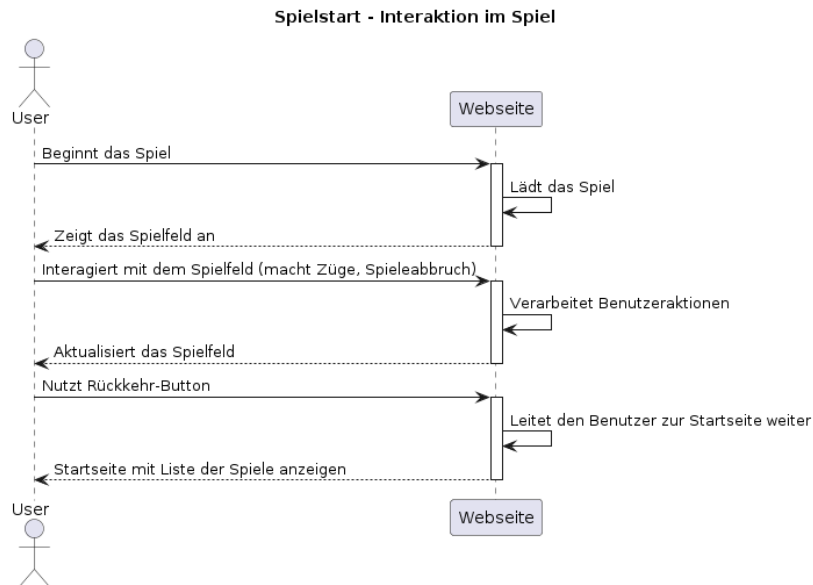 Spielstart - Interaktion im Spiel
User
Webseite
Beginnt das Spiel
Lädt das Spiel
Zeigt das Spielfeld an
Interagiert mit dem Spielfeld (macht Züge, Spieleabbruch)
Verarbeitet Benutzeraktionen
Aktualisiert das Spielfeld
Nutzt Rückkehr-Button
Leitet den Benutzer zur Startseite weiter
Startseite mit Liste der Spiele anzeigen
User
Webseite